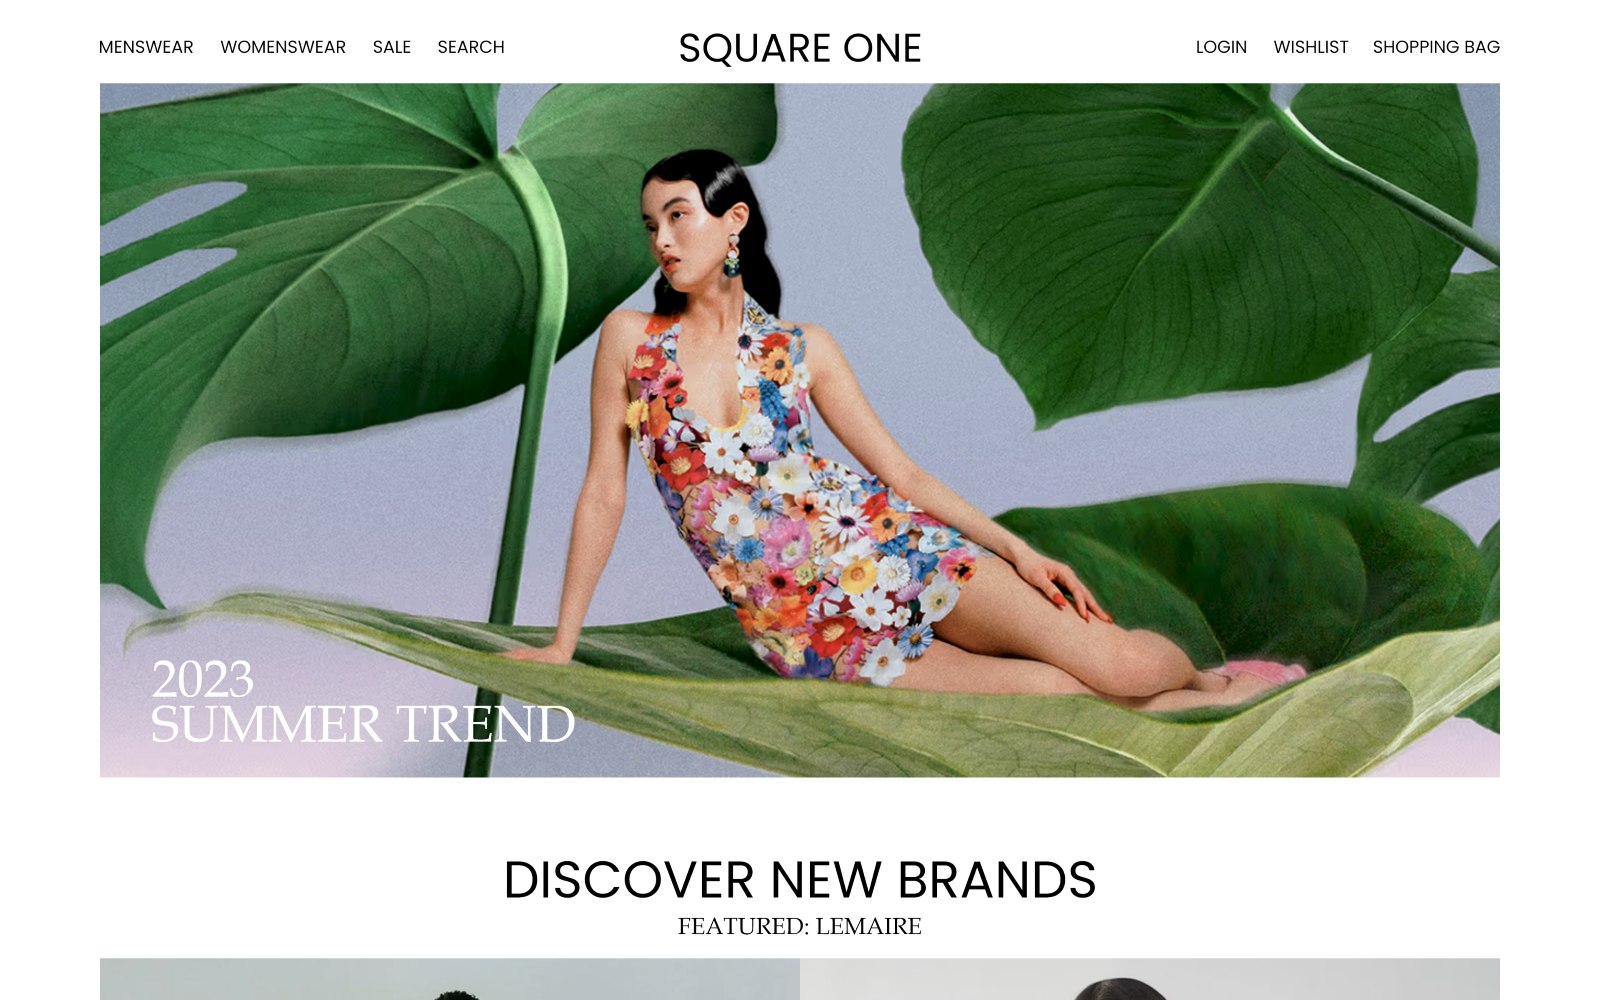 MENSWEAR WOMENSWEAR SALE SEARCH SQUARE ONE LOGIN WISHLIST SHOPPING BAG
2023
SUMMER TREND
DISCOVER NEW BRANDS
FEATURED: LEMAIRE